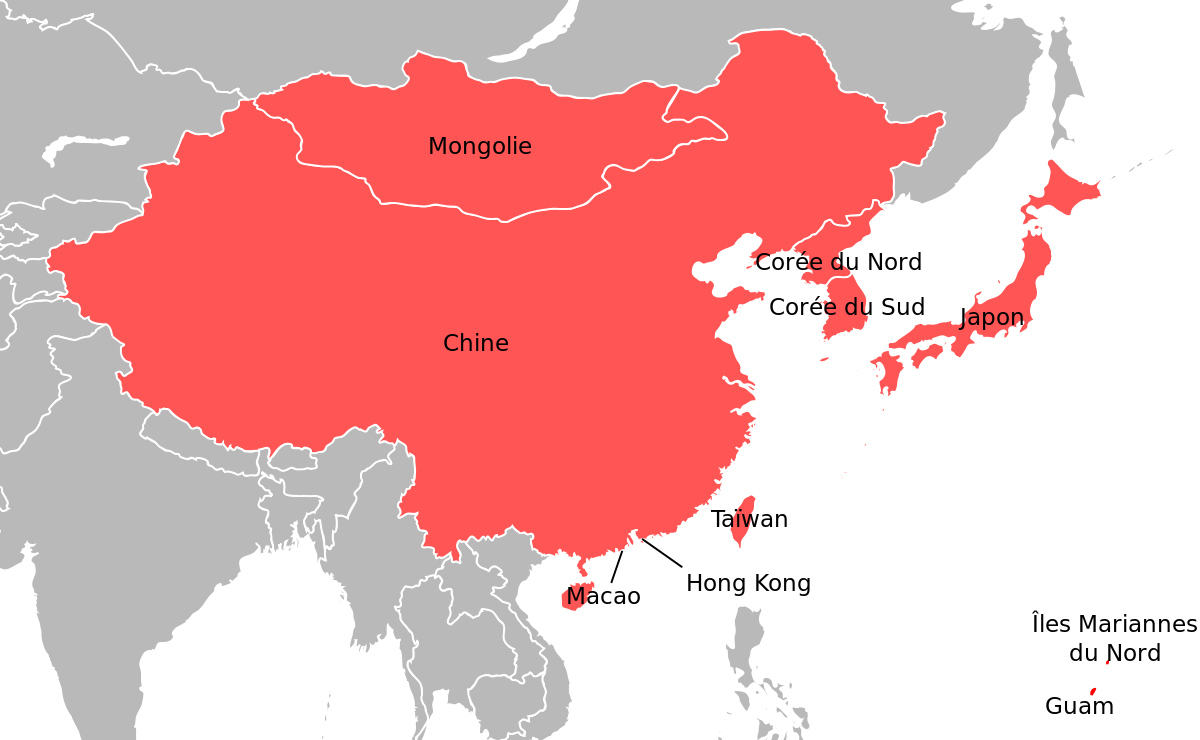 Mongolie
Corée du Nord
Corée du Sud
Japon
Chine
Taïwan
Hong Kong
Macao
Îles Mariannes
du Nord
Guam